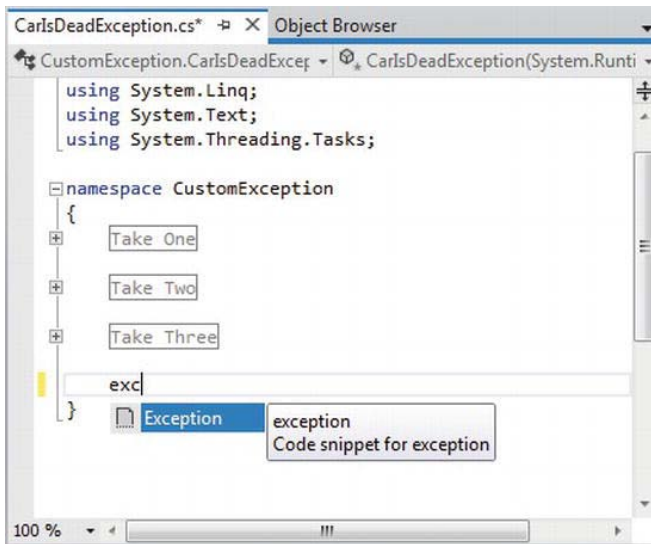 CarIsDeadException.cs* Object Browser
CustomException.CarIsDeadExcep CarIsDeadException(System.Runti
using System.Linq;
using System.Text;
using System.Threading.Tasks;
namespace CustomException
{
Take One
Take Two
Take Three
exc
}
Exception
exception
Code snippet for exception
100 %